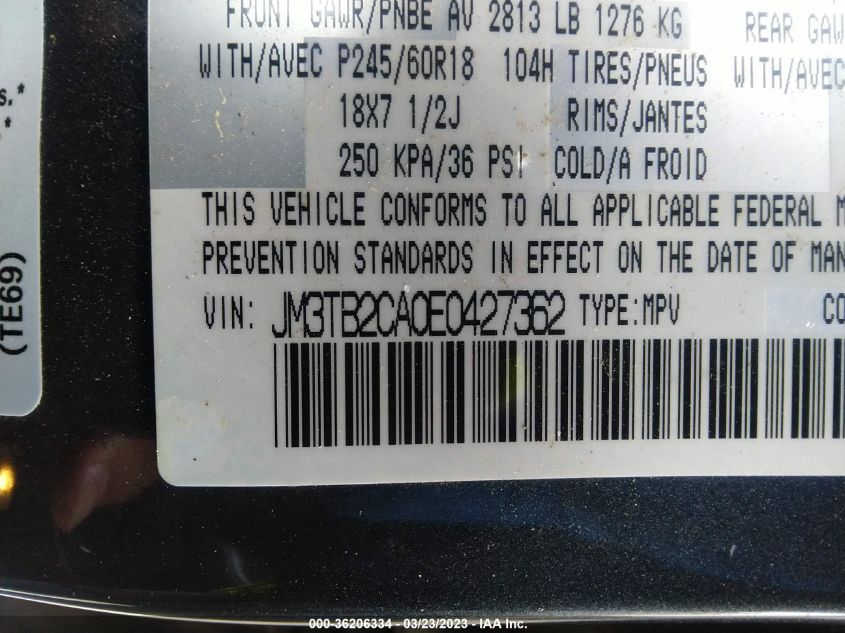 FRONT GAWR/PNBE AV 2813 LB 1276 KG REAR GAW
WITH/AVEC P245/60R18 104H TIRES/PNEUS WITH/AVEC
18X7 1/2J RIMS/JANTES
250 KPA/36 PSI COLD/A FROID
THIS VEHICLE CONFORMS TO ALL APPLICABLE FEDERAL M
PREVENTION STANDARDS IN EFFECT ON THE DATE OF MAN
VIN: JM3TB2CA0E0427362 TYPE:MPV CO
s.*
.*
(TE69)
000-36206334 - 03/23/2023 - IAA Inc.